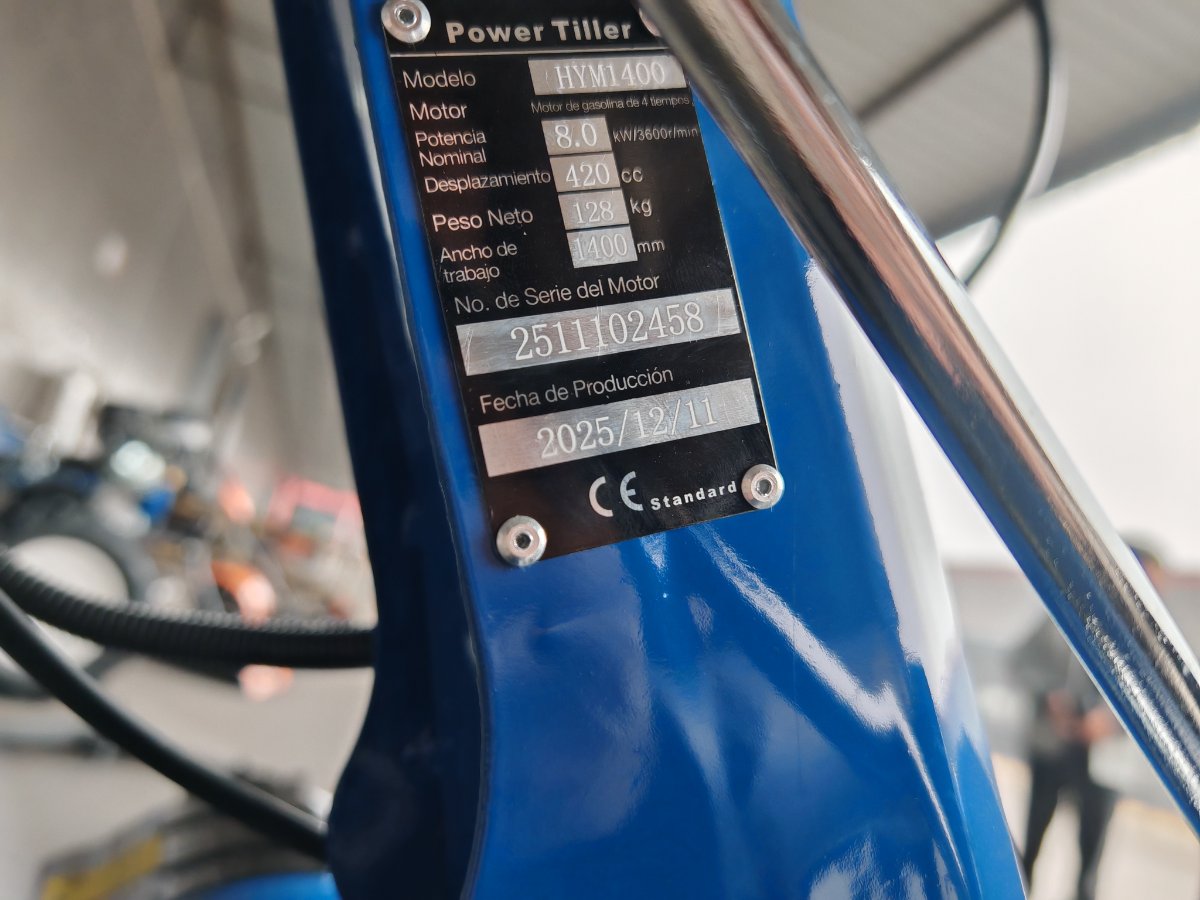 Power Tiller
Modelo HYM1400
Motor Motor de gasolina de 4 tiempos
Potencia Nominal 8.0 kW/3600r/min
Desplazamiento 420 cc
Peso Neto 128 kg
Ancho de trabajo 1400 mm
No. de Serie del Motor
2511102458
Fecha de Producción
2025/12/11
CE Standard